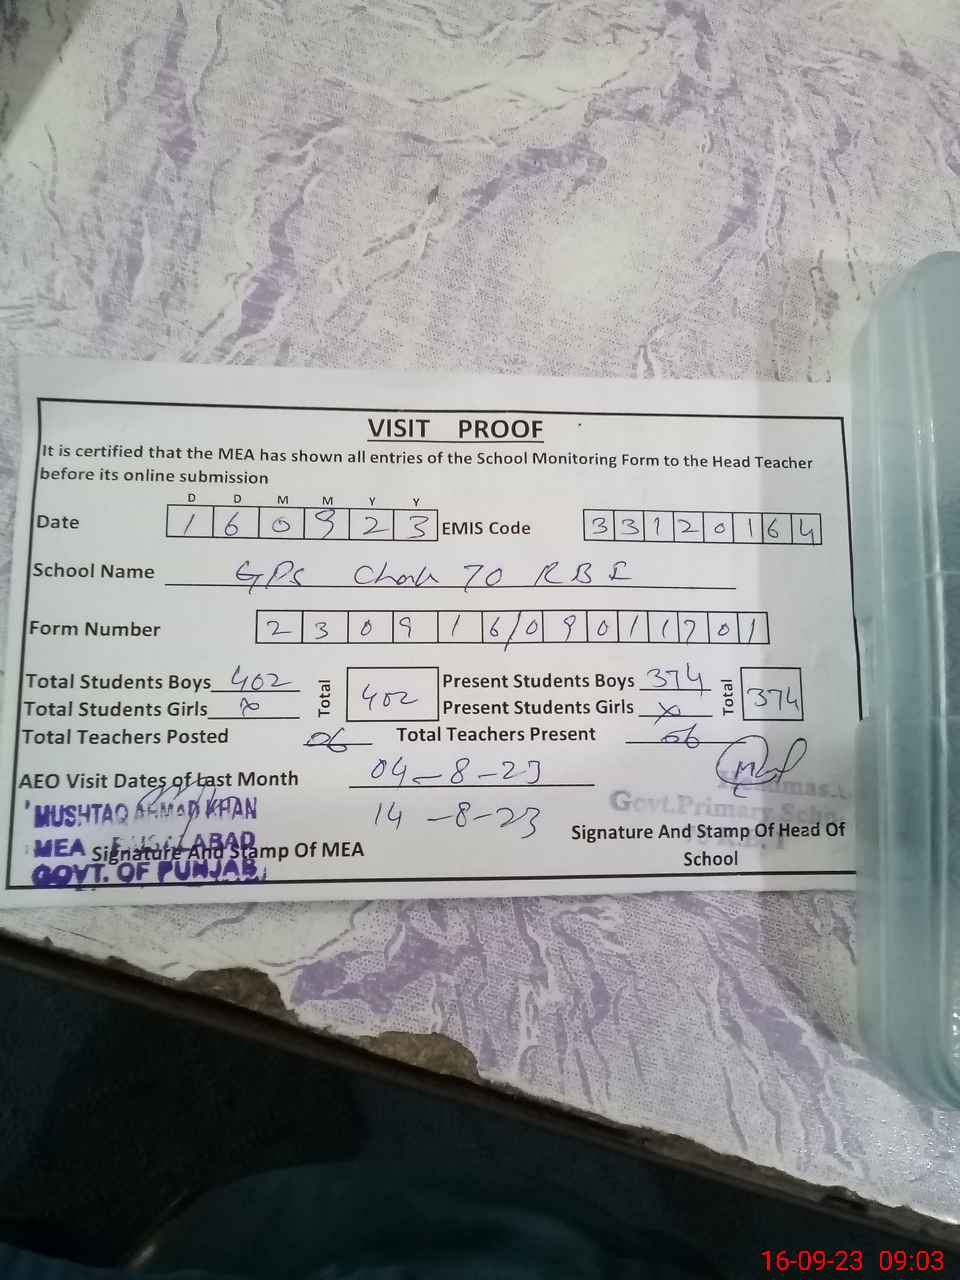 VISIT PROOF
It is certified that the MEA has shown all entries of the School Monitoring Form to the Head Teacher
before its online submission
D D M M Y Y
Date 1 6 0 9 2 3 EMIS Code 3 3 1 2 0 1 6 4
School Name GPS Chak 70 RB I
Form Number 2 3 0 9 1 6 / 0 9 0 1 1 7 0 1
Total Students Boys 402 Total 402 Present Students Boys 374 Total 374
Total Students Girls x Present Students Girls x
Total Teachers Posted 06 Total Teachers Present 06
AEO Visit Dates of Last Month 04-8-23
14-8-23
MUSHTAQ AHMAD KHAN
MEA FAISALABAD
GOVT. OF PUNJAB
Signature And Stamp Of MEA
Govt. Primary
Signature And Stamp Of Head Of
School
16-09-23 09:03